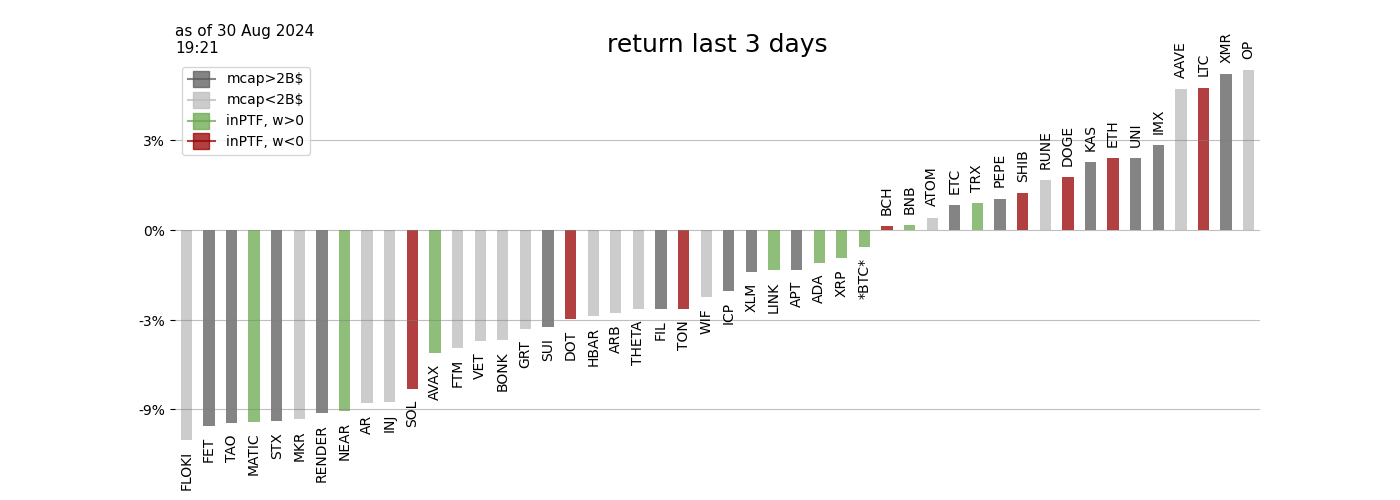 as of 30 Aug 2024
19:21
return last 3 days
mcap>2B$
mcap<2B$
inPTF, w>0
inPTF, w<0
3%
0%
-3%
-9%
FLOKI
FET
TAO
MATIC
STX
MKR
RENDER
NEAR
AR
INJ
SOL
AVAX
FTM
VET
BONK
GRT
SUI
DOT
HBAR
ARB
THETA
FIL
TON
WIF
ICP
XLM
LINK
APT
ADA
XRP
*BTC*
BCH
BNB
ATOM
ETC
TRX
PEPE
SHIB
RUNE
DOGE
KAS
ETH
UNI
IMX
AAVE
LTC
XMR
OP